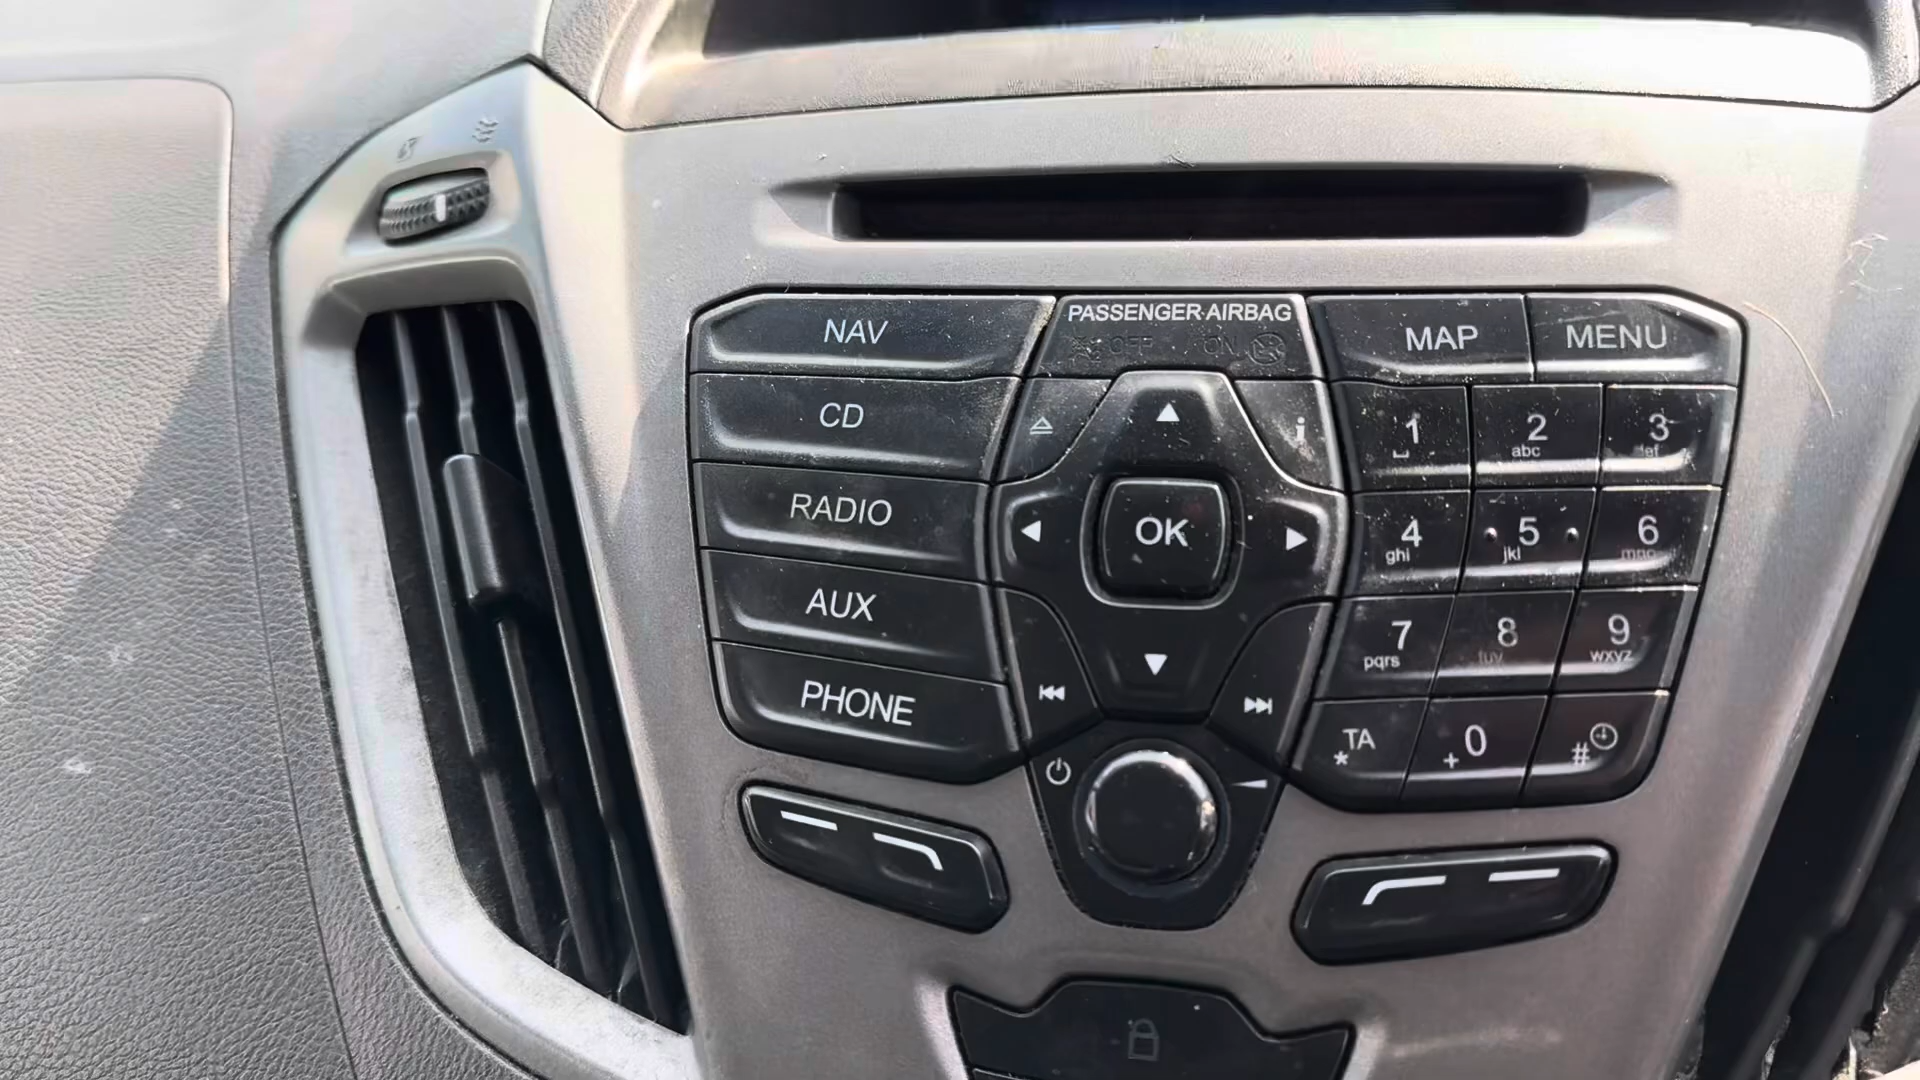 NAV
PASSENGER AIRBAG
OFF ON
MAP
MENU
CD
i
1
2
abc
3
def
RADIO
OK
4
ghi
5
jkl
6
mno
AUX
7
pqrs
8
tuv
9
wxyz
PHONE
TA
*
+0
#